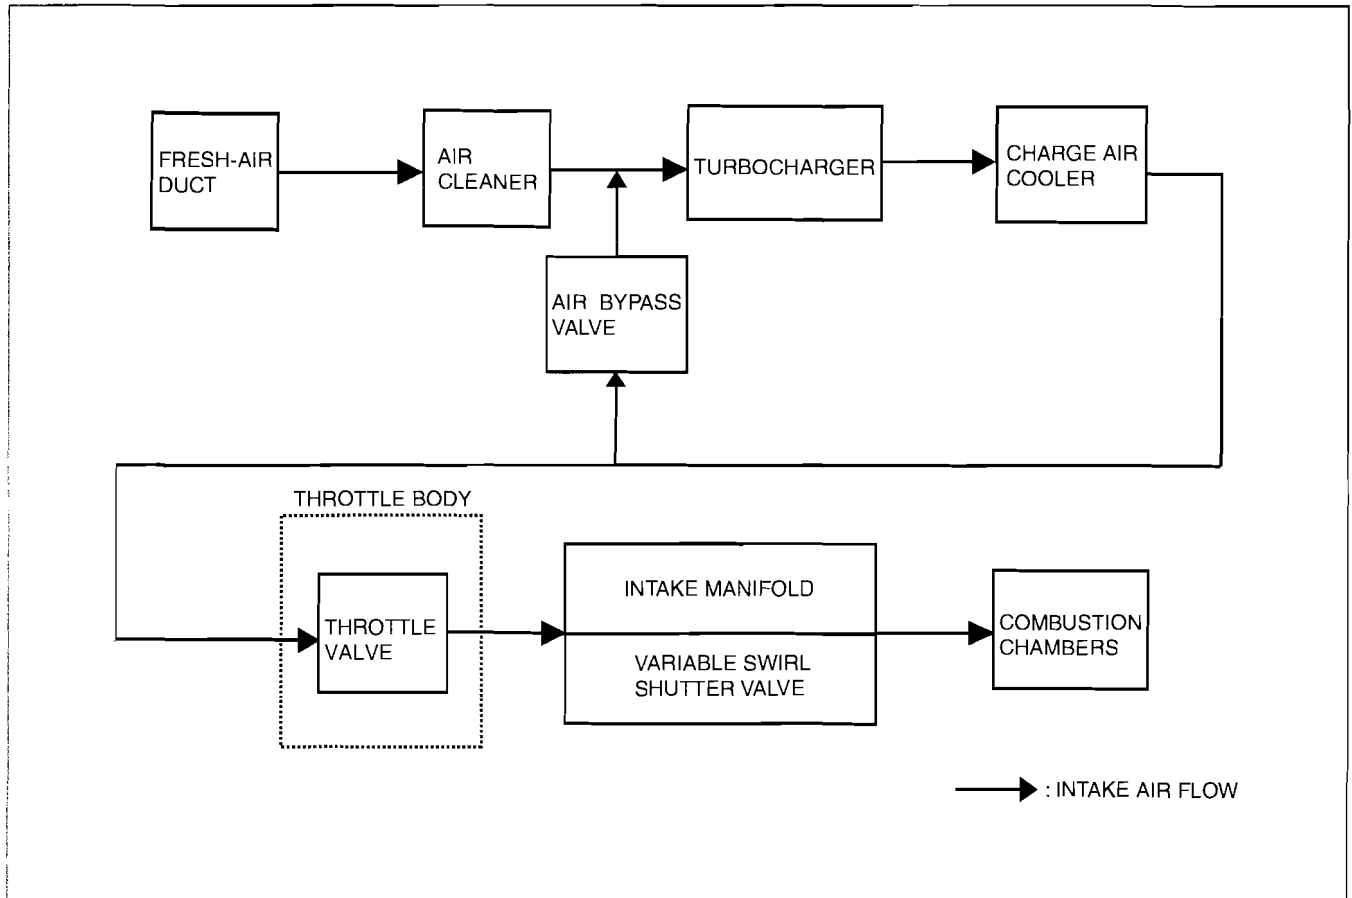 FRESH-AIR
DUCT
AIR
CLEANER
TURBOCHARGER
CHARGE AIR
COOLER
AIR BYPASS
VALVE
THROTTLE BODY
THROTTLE
VALVE
INTAKE MANIFOLD
VARIABLE SWIRL
SHUTTER VALVE
COMBUSTION
CHAMBERS
: INTAKE AIR FLOW